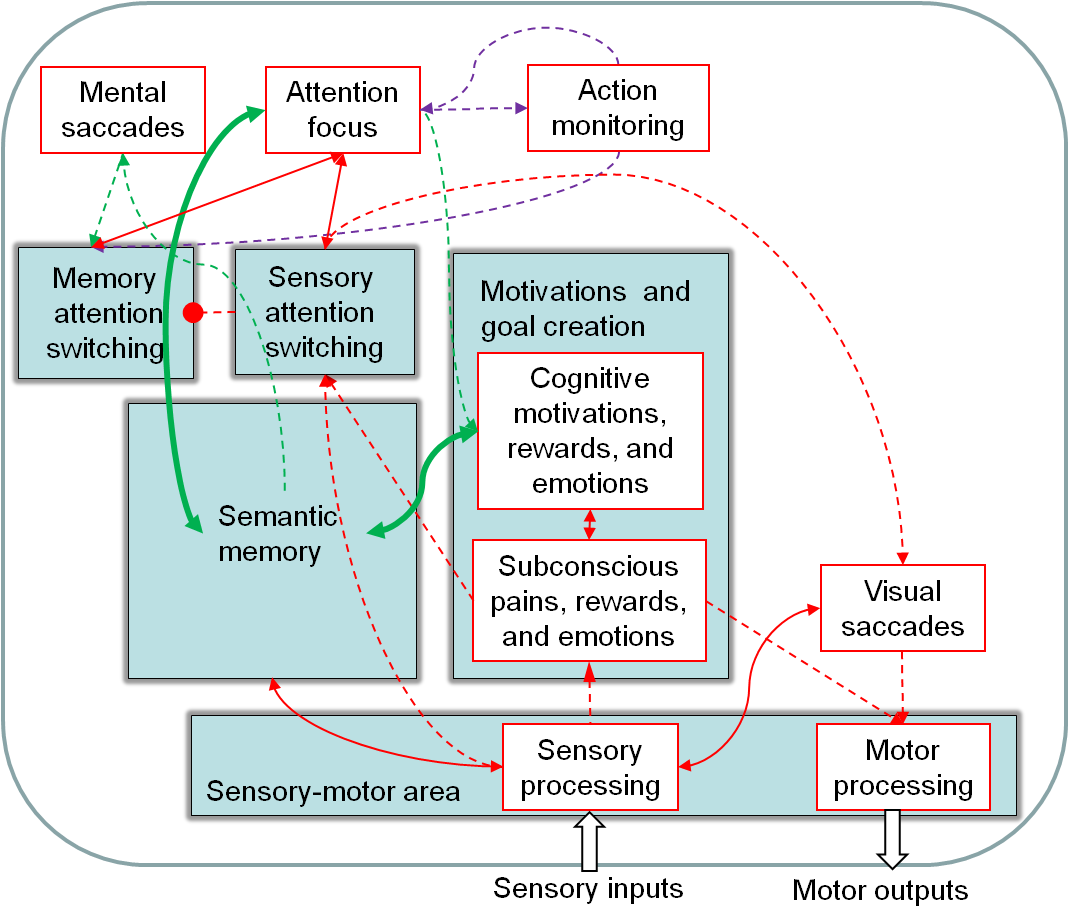 Mental
saccades
Attention
focus
Action
monitoring
Memory
attention
switching
Sensory
attention
switching
Motivations and
goal creation
Cognitive
motivations,
rewards, and
emotions
Semantic
memory
Subconscious
pains, rewards,
and emotions
Visual
saccades
Sensory-motor area
Sensory
processing
Motor
processing
Sensory inputs
Motor outputs